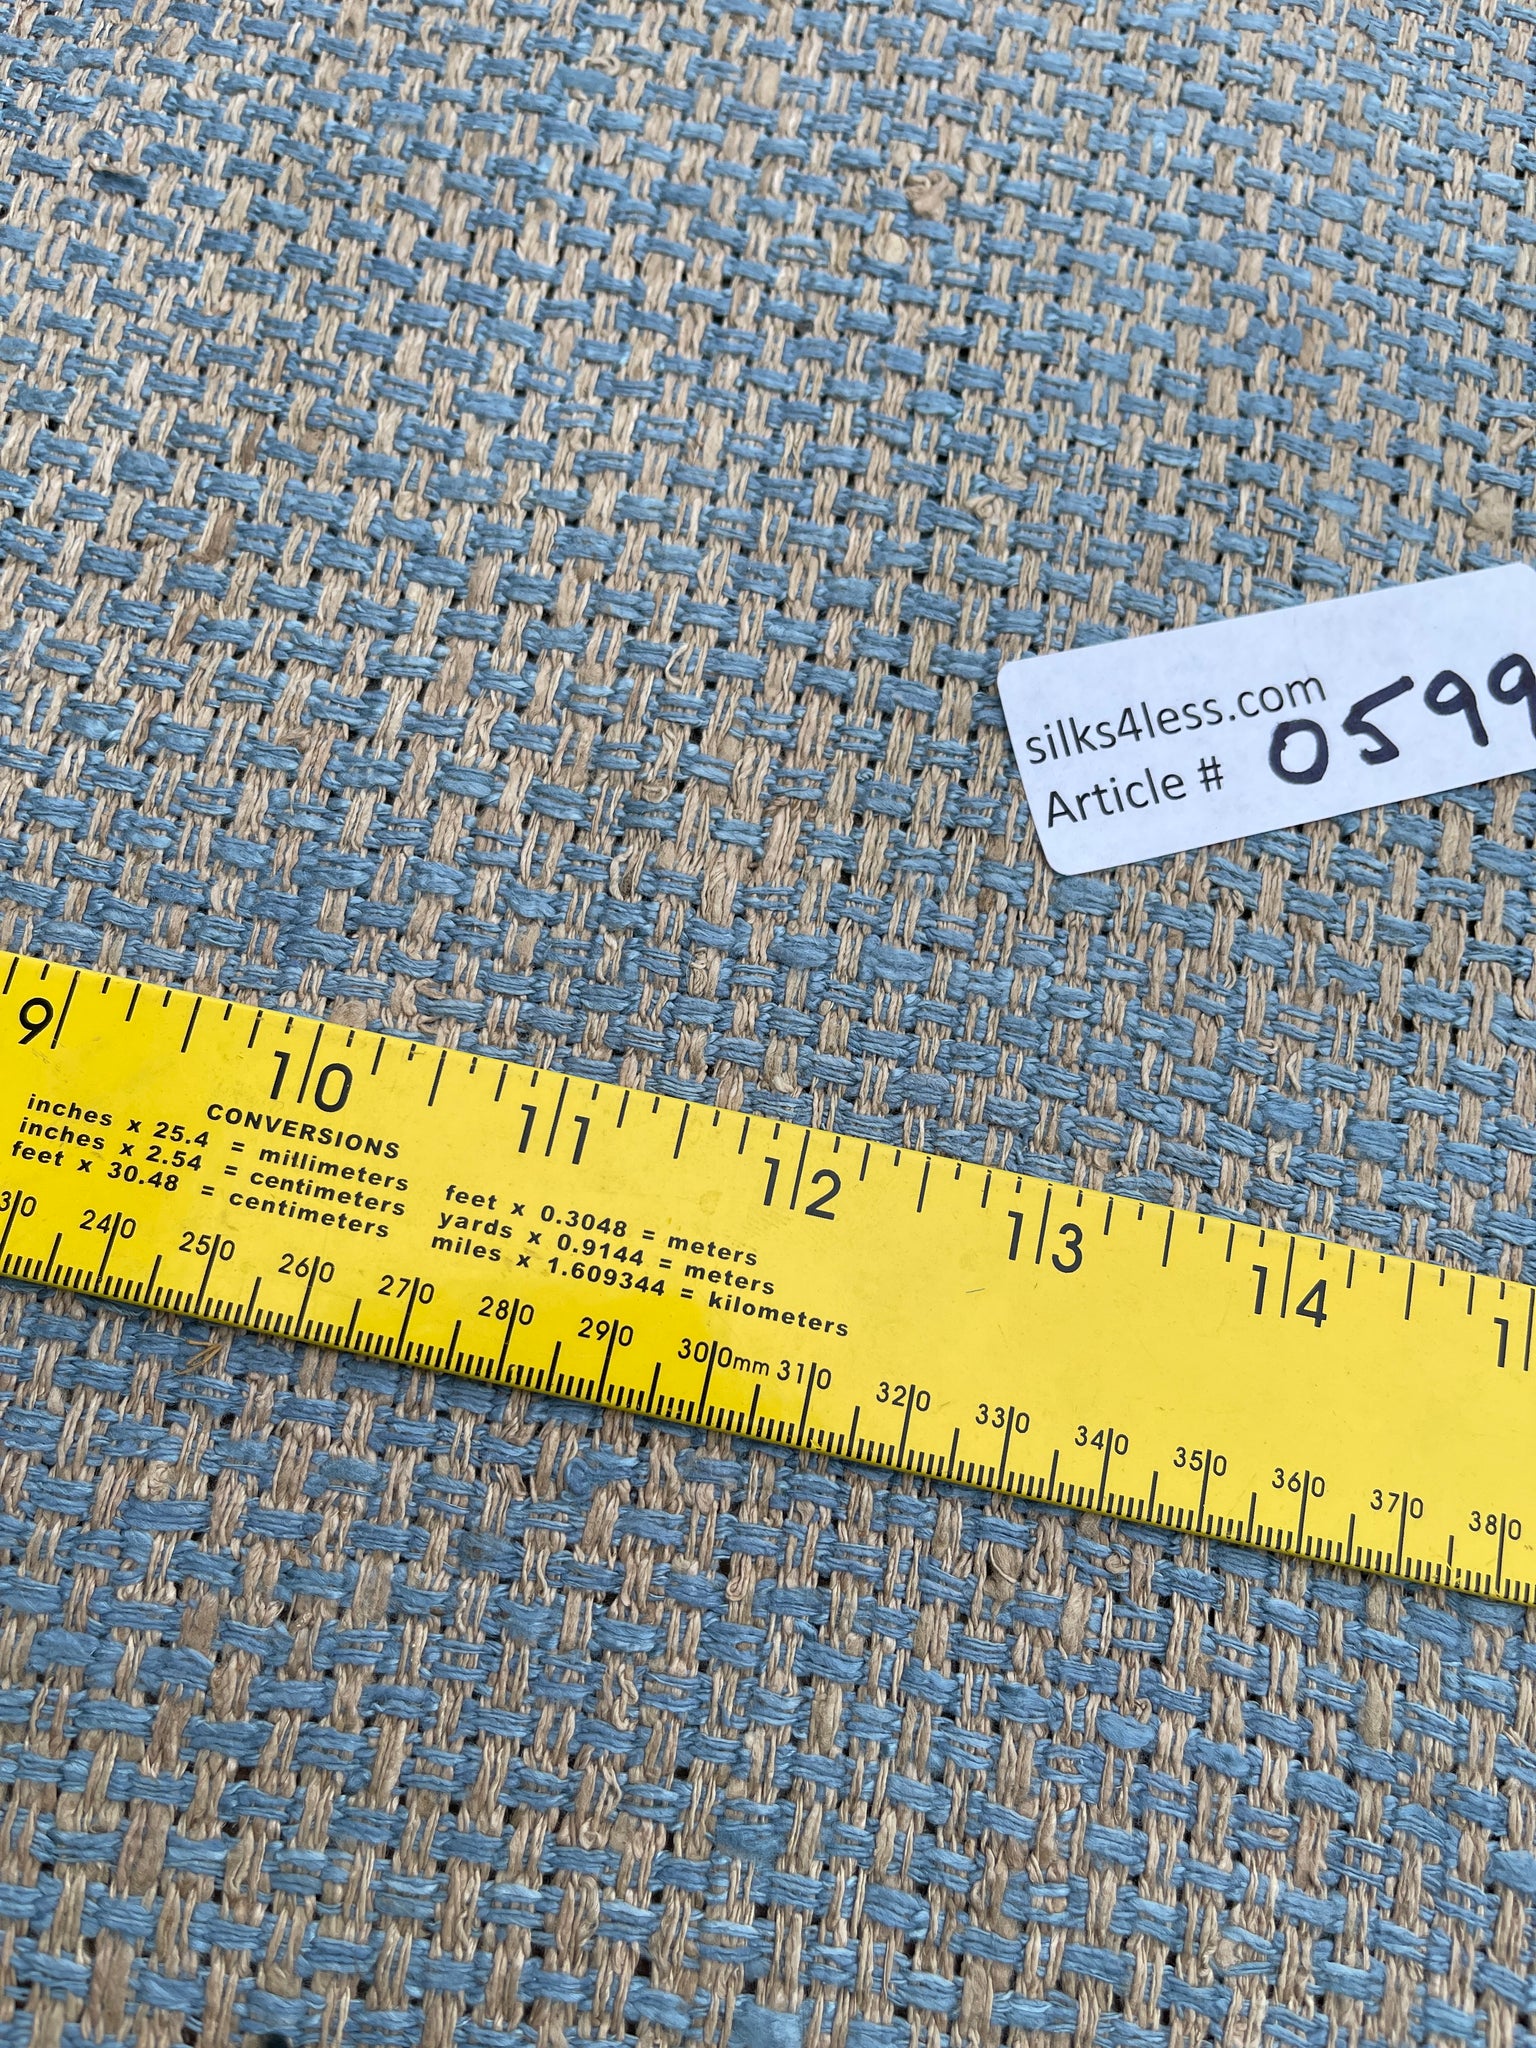 silks4less.com
Article # 0599
9 10 11 12 13 14 1
CONVERSIONS
inches x 25.4 = millimeters
inches x 2.54 = centimeters
feet x 30.48 = centimeters
feet x 0.3048 = meters
yards x 0.9144 = meters
miles x 1.609344 = kilometers
30 240 250 260 270 280 290 300mm 310 320 330 340 350 360 370 380